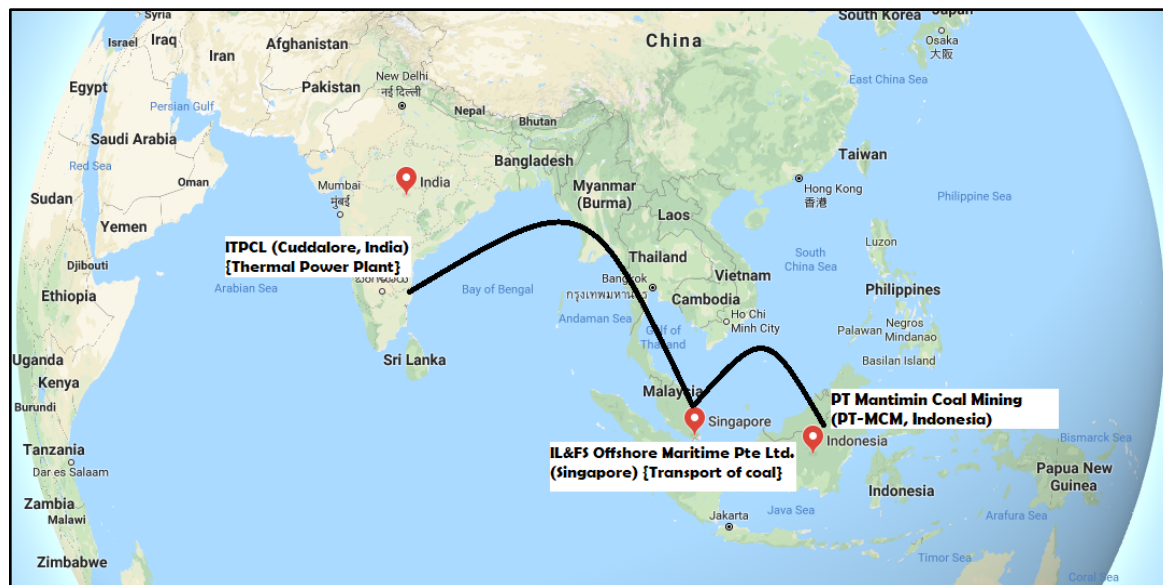 Syria
Israel
Iraq
Iran
Afghanistan
Pakistan
Egypt
Persian Gulf
Saudi Arabia
Red Sea
Oman
Sudan
Yemen
Djibouti
Ethiopia
Arabian Sea
Uganda
Kenya
Burundi
Tanzania
Dar es Salaam
Zambia
Malawi
Zimbabwe
New Delhi
नई दिल्ली
Nepal
Bhutan
Bangladesh
Mumbai
मुंबई
India
ITPCL (Cuddalore, India)
{Thermal Power Plant}
Bay of Bengal
Sri Lanka
China
South Korea
Japan
Osaka
大阪
East China Sea
Taiwan
Hong Kong
香港
Philippine Sea
Myanmar
(Burma)
Laos
Thailand
Bangkok
กรุงเทพมหานคร
Vietnam
Cambodia
Ho Chi
Minh City
Andaman Sea
Gulf of
Thailand
South
China Sea
Luzon
Philippines
Palawan
Negros
Mindanao
Basilan Island
Malaysia
Singapore
IL&FS Offshore Maritime Pte Ltd.
(Singapore) {Transport of coal}
PT Mantimin Coal Mining
(PT-MCM, Indonesia)
Indonesia
Indonesia
Jakarta
Java Sea
Bismarck Sea
Papua New
Guinea
Arafura Sea
Timor Sea
Coral Sea